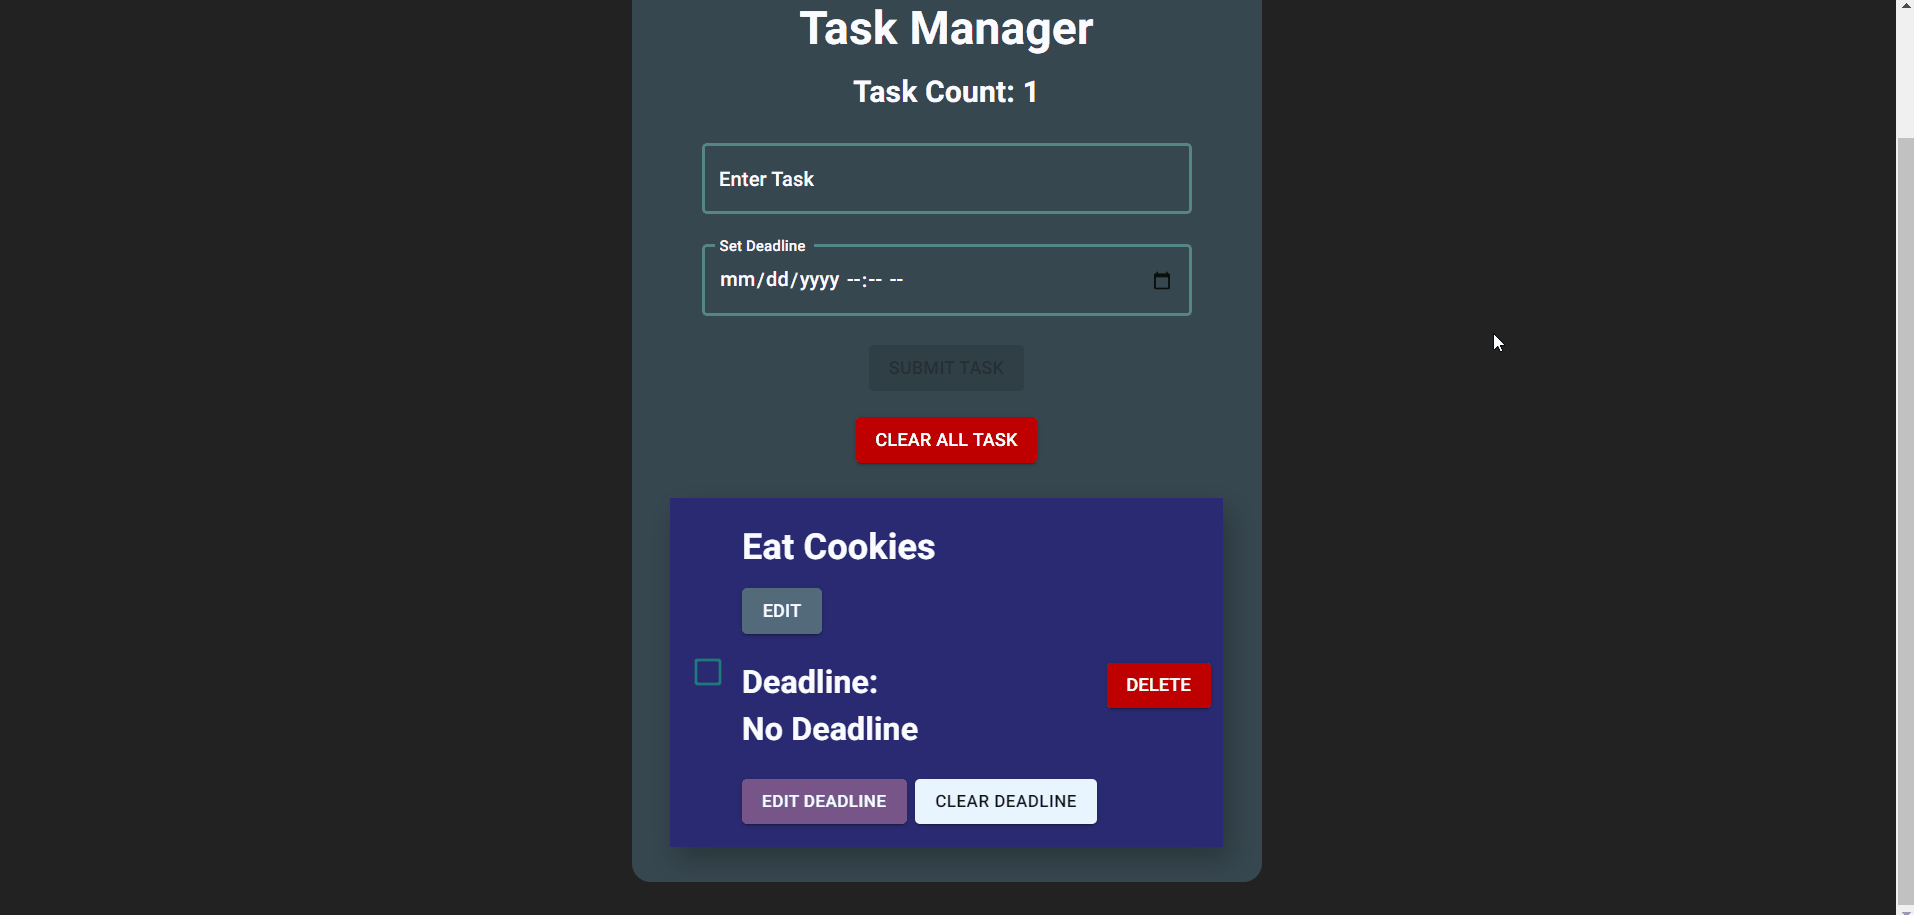 Task Manager
Task Count: 1
Enter Task
Set Deadline
mm/dd/yyyy --:-- --
SUBMIT TASK
CLEAR ALL TASK
Eat Cookies
EDIT
Deadline:
DELETE
No Deadline
EDIT DEADLINE CLEAR DEADLINE